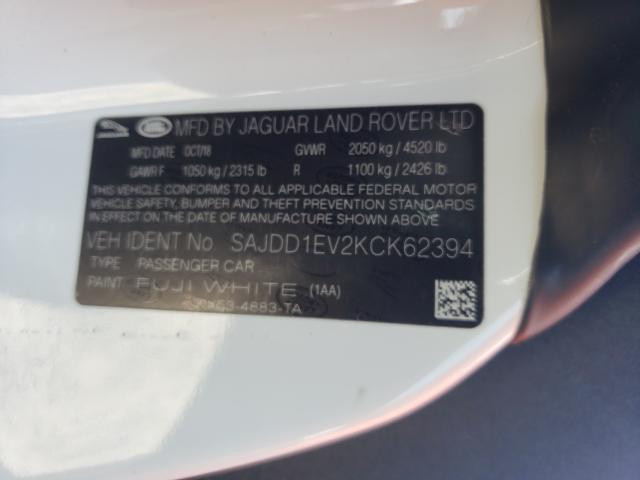 MFD BY JAGUAR LAND ROVER LTD
MFD DATE OCT/18 GVWR 2050 kg / 4520 lb
GAWR F 1050 kg / 2315 lb R 1100 kg / 2426 lb
THIS VEHICLE CONFORMS TO ALL APPLICABLE FEDERAL MOTOR
VEHICLE SAFETY, BUMPER AND THEFT PREVENTION STANDARDS
IN EFFECT ON THE DATE OF MANUFACTURE SHOWN ABOVE
VEH IDENT No SAJDD1EV2KCK62394
TYPE PASSENGER CAR
PAINT FUJI WHITE (1AA)